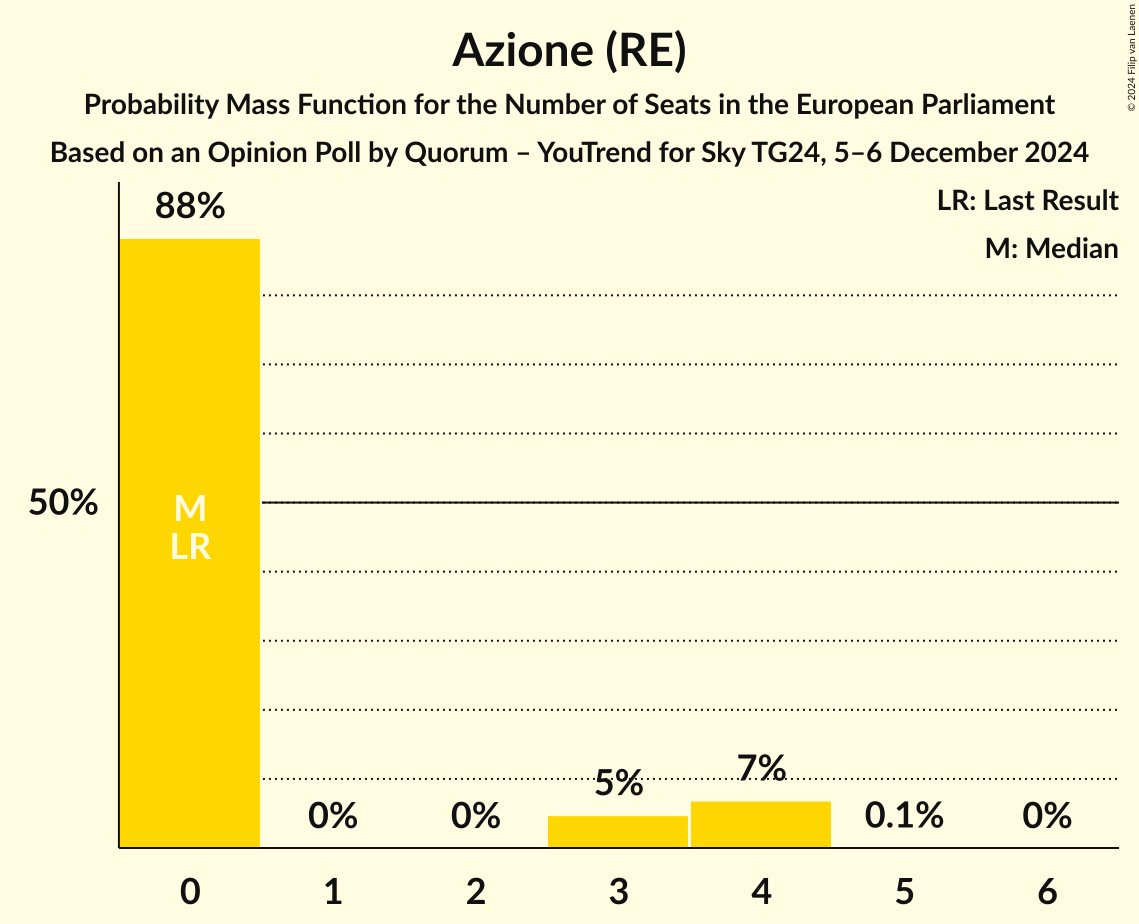 Azione (RE)
Probability Mass Function for the Number of Seats in the European Parliament
Based on an Opinion Poll by Quorum – YouTrend for Sky TG24, 5–6 December 2024
© 2024 Filip van Laenen
LR: Last Result
M: Median
88%
50%
M
LR
0%
0%
5%
7%
0.1%
0%
0 1 2 3 4 5 6